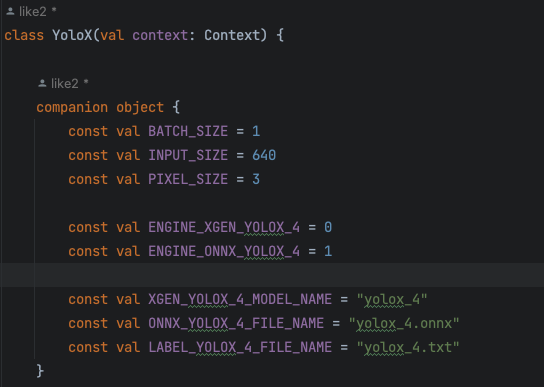 like2 *
class YoloX(val context: Context) {
like2 *
companion object {
const val BATCH_SIZE = 1
const val INPUT_SIZE = 640
const val PIXEL_SIZE = 3
const val ENGINE_XGEN_YOLOX_4 = 0
const val ENGINE_ONNX_YOLOX_4 = 1
const val XGEN_YOLOX_4_MODEL_NAME = "yolox_4"
const val ONNX_YOLOX_4_FILE_NAME = "yolox_4.onnx"
const val LABEL_YOLOX_4_FILE_NAME = "yolox_4.txt"
}